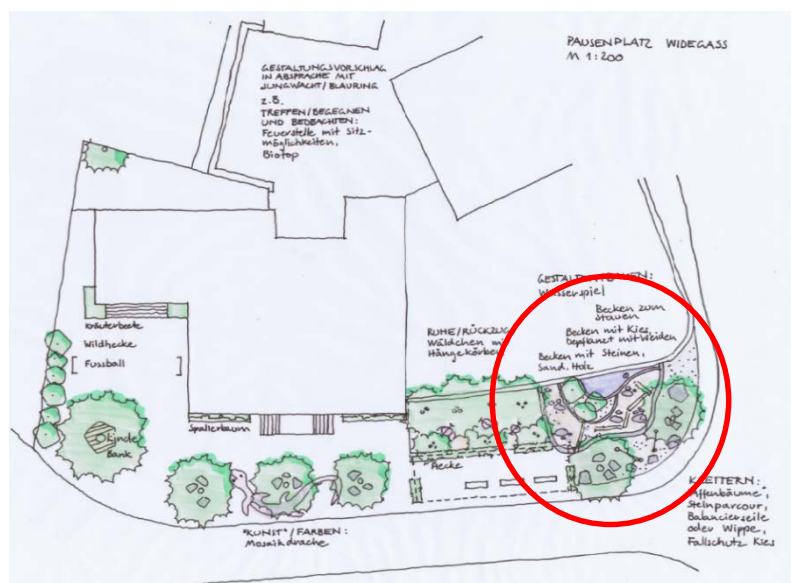 PAUSENPLATZ WIDEGASS
M 1:200
GESTALTUNGSVORSCHLAG
IN ABSPRACHE MIT
JUNGWACHT/BLAURING
z.B.
TREFFEN/BEGEGNEN
UND BEOBACHTEN:
Feuerstelle mit Sitz-
möglichkeiten,
Biotop
Kräuterbeete
Wildhecke
Fussball
Linde
Bank
Spalierbaum
"KUNST"/FARBEN:
Mosaikdrache
RUHE/RÜCKZUG
Wäldchen mit
Hängekörben
Hecke
Wasserspiel
Becken zum
Stauen
Becken mit Kies,
bepflanzt mit Weiden
Becken mit Steinen,
Sand, Holz
KLETTERN:
"Affenbäume",
Steinparcour,
Balancierseile
oder Wippe,
Fallschutz Kies